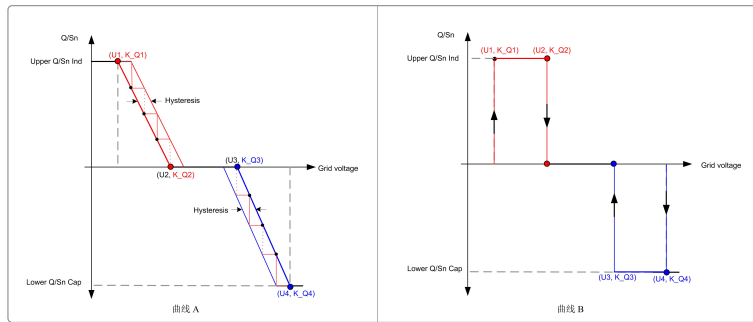 Q/Sn
(U1, K_Q1)
Upper Q/Sn Ind
Hysteresis
(U3, K_Q3)
Grid voltage
(U2, K_Q2)
Hysteresis
Lower Q/Sn Cap
(U4, K_Q4)
曲线 A
Q/Sn
(U1, K_Q1)
(U2, K_Q2)
Upper Q/Sn Ind
Grid voltage
(U3, K_Q3)
(U4, K_Q4)
Lower Q/Sn Cap
曲线 B